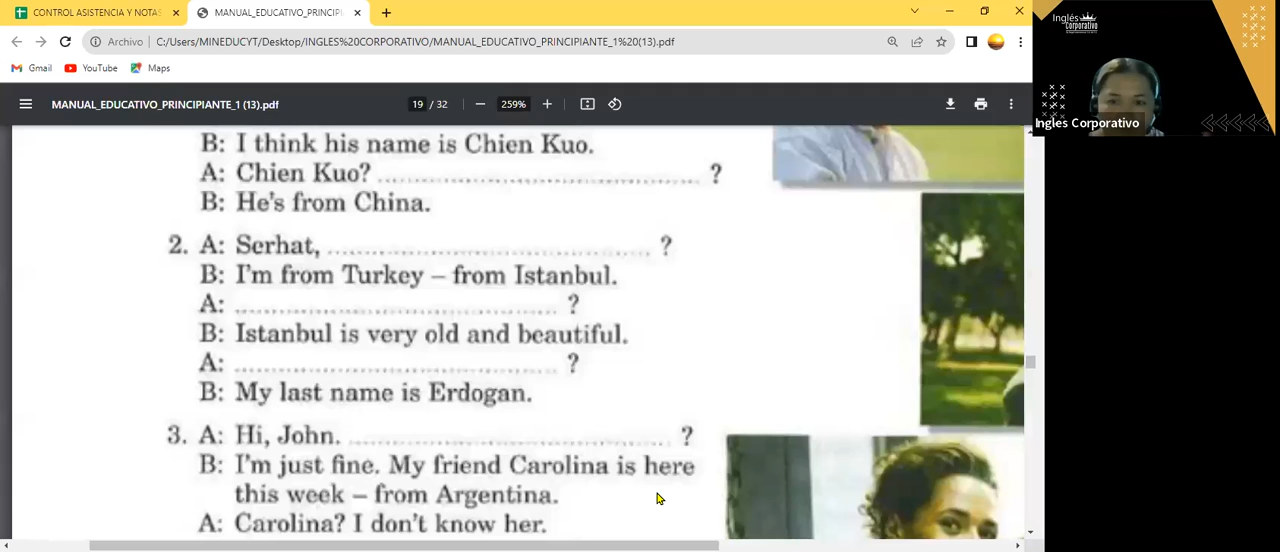 CONTROL ASISTENCIA Y NOTAS
MANUAL_EDUCATIVO_PRINCIPI
Archivo
C:/Users/MINEDUCYT/Desktop/INGLES%20CORPORATIVO/MANUAL_EDUCATIVO_PRINCIPIANTE_1%20(13).pdf
Gmail
YouTube
Maps
MANUAL_EDUCATIVO_PRINCIPIANTE_1 (13).pdf
19 / 32
259%
B: I think his name is Chien Kuo.
A: Chien Kuo? ........................................ ?
B: He's from China.
2. A: Serhat, ........................................ ?
B: I'm from Turkey – from Istanbul.
A: ........................................ ?
B: Istanbul is very old and beautiful.
A: ........................................ ?
B: My last name is Erdogan.
3. A: Hi, John. ........................................ ?
B: I'm just fine. My friend Carolina is here
this week – from Argentina.
A: Carolina? I don't know her.
Inglés
Corporativo
Ingles Corporativo